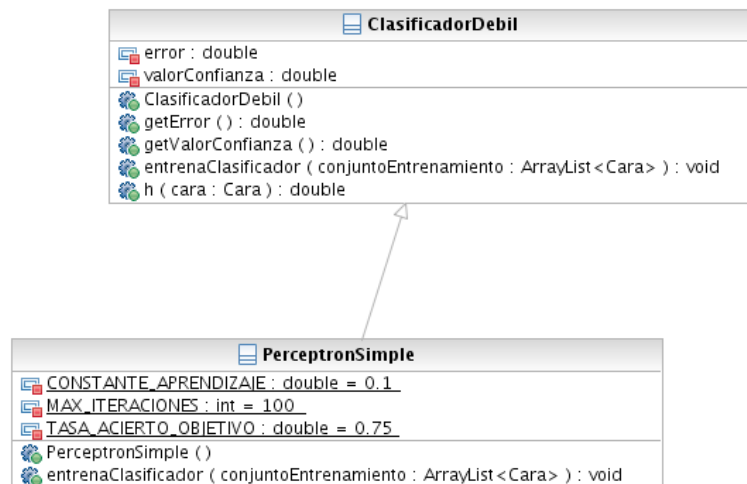 ClasificadorDebil
error : double
valorConfianza : double
ClasificadorDebil ( )
getError ( ) : double
getValorConfianza ( ) : double
entrenaClasificador ( conjuntoEntrenamiento : ArrayList<Cara> ) : void
h ( cara : Cara ) : double
PerceptronSimple
CONSTANTE_APRENDIZAJE : double = 0.1
MAX_ITERACIONES : int = 100
TASA_ACIERTO_OBJETIVO : double = 0.75
PerceptronSimple ( )
entrenaClasificador ( conjuntoEntrenamiento : ArrayList<Cara> ) : void